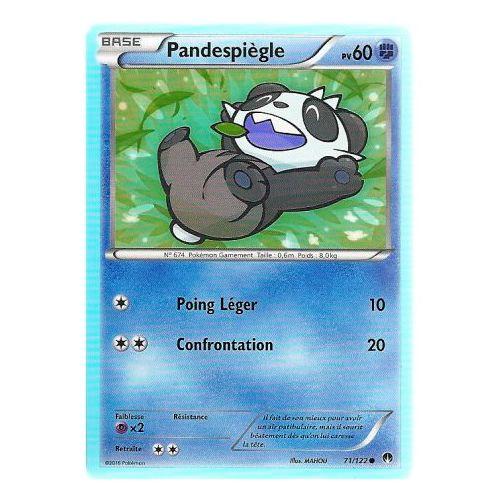 BASE
Pandespiègle
PV60
N° 674 Pokémon Garnement Taille : 0,6m Poids : 8,0kg
Poing Léger 10
Confrontation 20
Faiblesse Résistance
x2
Retraite
Il fait de son mieux pour avoir
un air patibulaire, mais il sourit
béatement dès qu'on lui caresse
la tête.
©2016 Pokémon
Illus. MAHOU
71/122